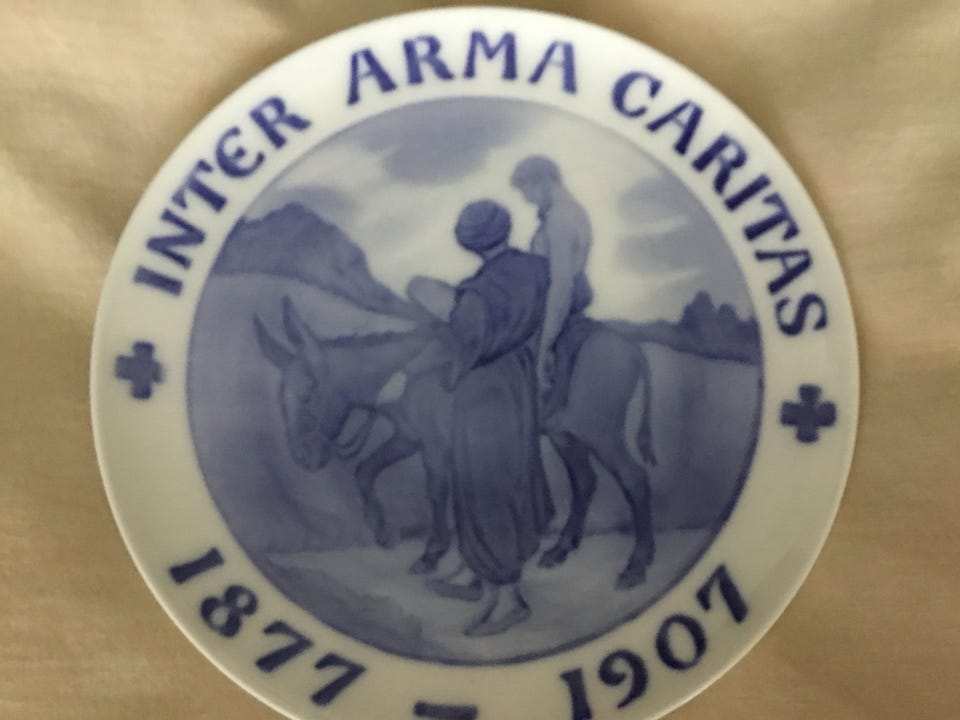 INTER ARMA CARITAS
1877 - 1907